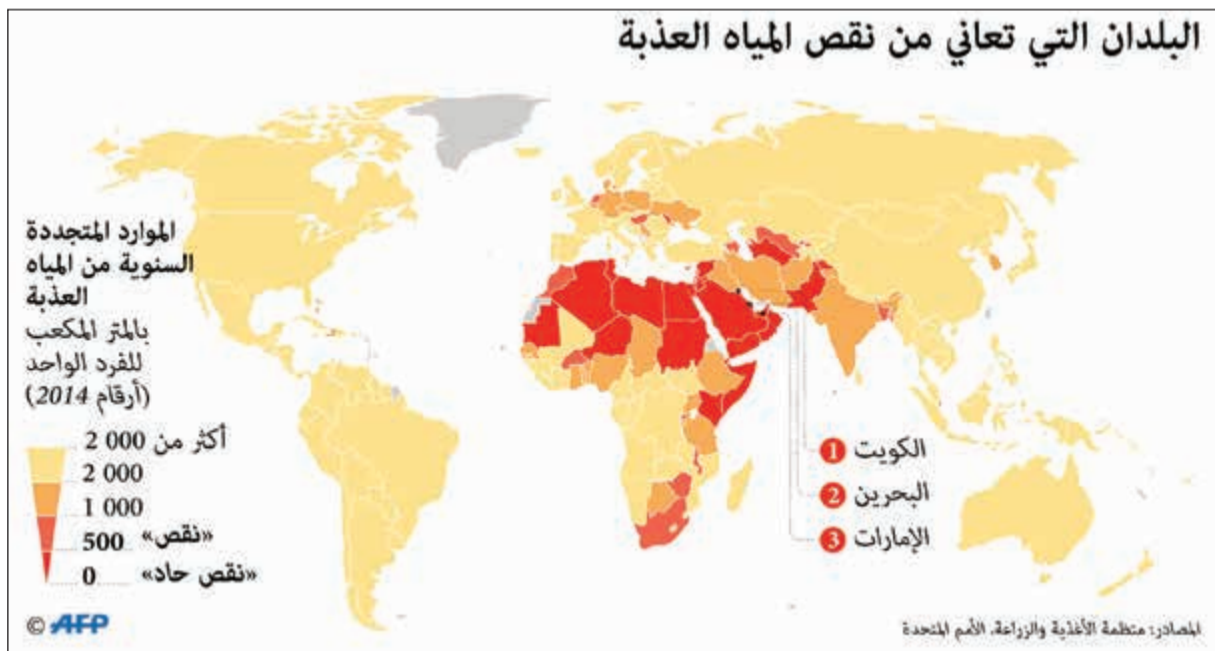 البلدان التي تعاني من نقص المياه العذبة
الموارد المتجددة
السنوية من المياه
العذبة
بالمتر المكعب
للفرد الواحد
(أرقام 2014)
أكثر من 000 2
2 000
1 000
500 «نقص»
0 «نقص حاد»
الكويت 1
البحرين 2
الإمارات 3
المصادر: منظمة الأغذية والزراعة، الأمم المتحدة
© AFP